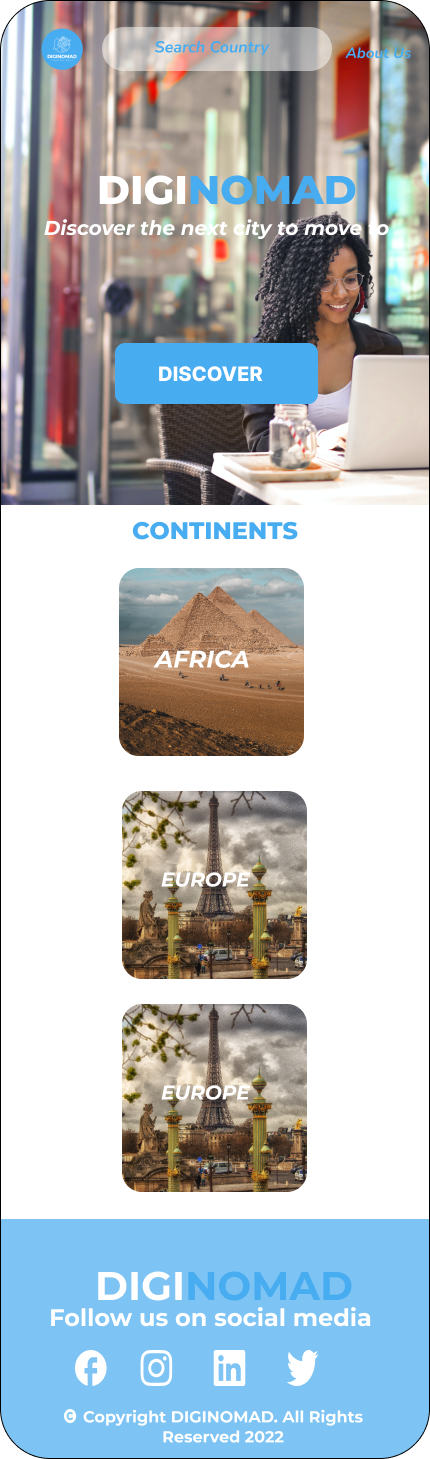 DIGINOMAD
Search Country
About Us
DIGINOMAD
Discover the next city to move to
DISCOVER
CONTINENTS
AFRICA
EUROPE
EUROPE
DIGINOMAD
Follow us on social media
© Copyright DIGINOMAD. All Rights
Reserved 2022